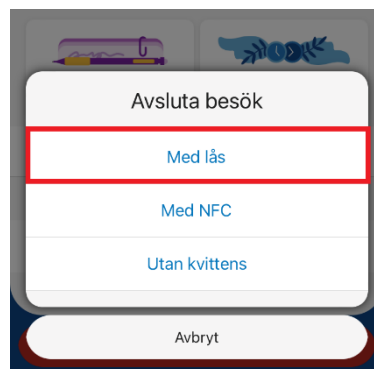 Avsluta besök
Med lås
Med NFC
Utan kvittens
Avbryt